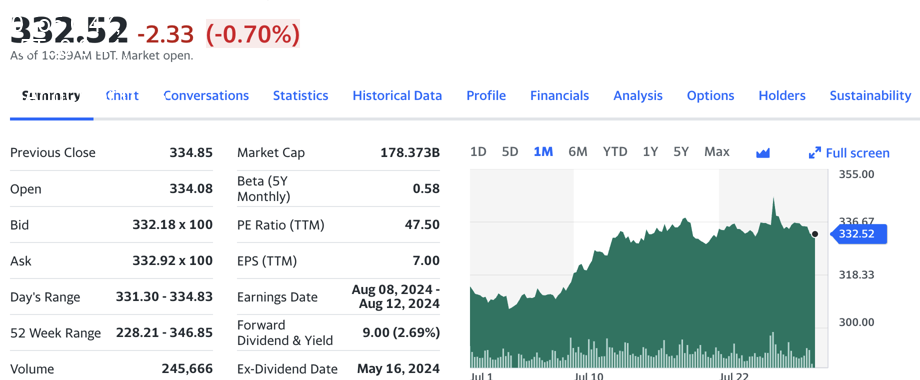 332.52 -2.33 (-0.70%)
As of 10:39AM EDT. Market open.
Summary Chart Conversations Statistics Historical Data Profile Financials Analysis Options Holders Sustainability
Previous Close 334.85
Open 334.08
Bid 332.18 x 100
Ask 332.92 x 100
Day's Range 331.30 - 334.83
52 Week Range 228.21 - 346.85
Volume 245,666
Market Cap 178.373B
Beta (5Y
Monthly) 0.58
PE Ratio (TTM) 47.50
EPS (TTM) 7.00
Earnings Date Aug 08, 2024 -
Aug 12, 2024
Forward
Dividend & Yield 9.00 (2.69%)
Ex-Dividend Date May 16, 2024
1D 5D 1M 6M YTD 1Y 5Y Max Full screen
355.00
336.67
332.52
318.33
300.00
Jul 1 Jul 10 Jul 22